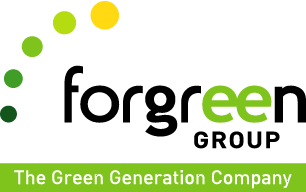 forgreen
GROUP
The Green Generation Company